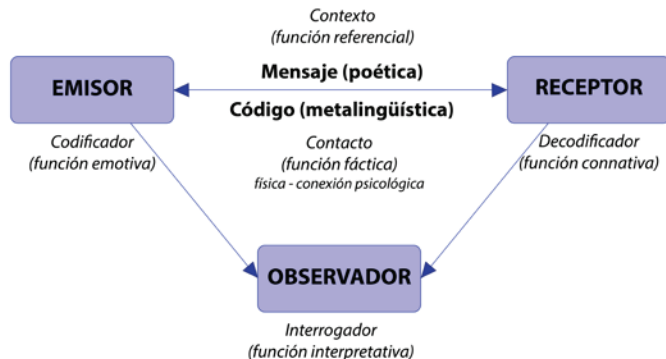 Contexto
(función referencial)
Mensaje (poética)
EMISOR
RECEPTOR
Código (metalingüística)
Codificador
(función emotiva)
Contacto
(función fáctica)
física - conexión psicológica
Decodificador
(función connativa)
OBSERVADOR
Interrogador
(función interpretativa)